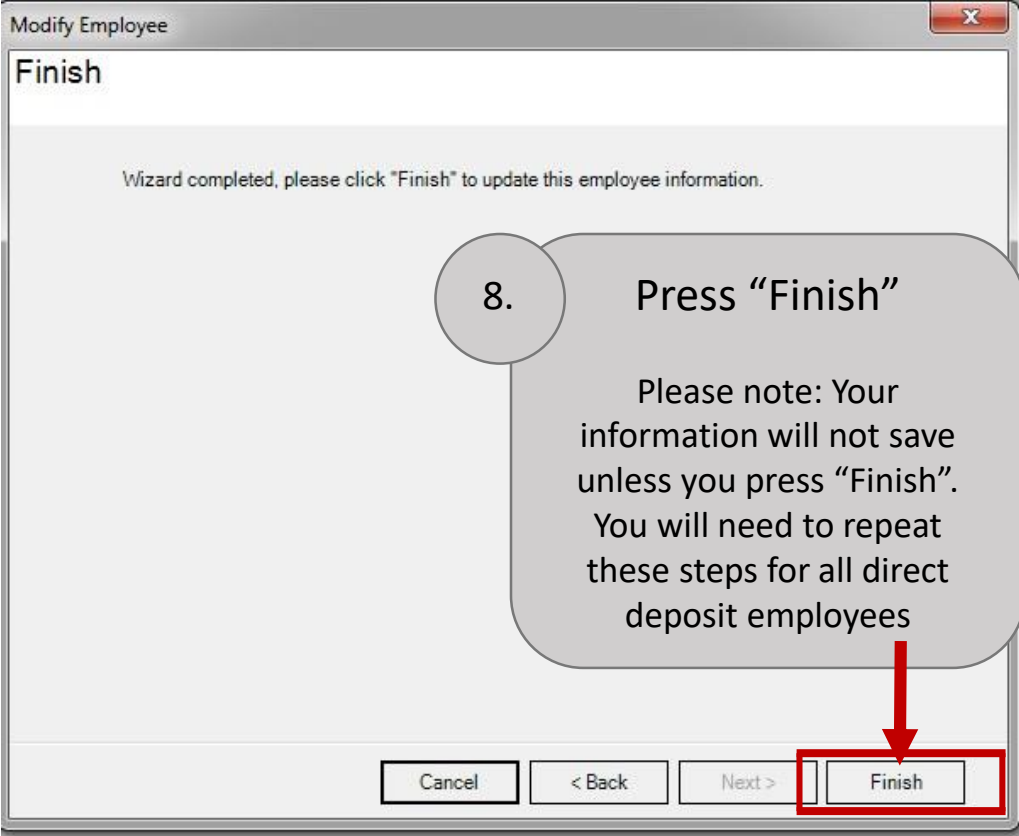 Modify Employee
x
Finish
Wizard completed, please click "Finish" to update this employee information.
8.
Press “Finish”
Please note: Your
information will not save
unless you press “Finish”.
You will need to repeat
these steps for all direct
deposit employees
Cancel
< Back
Next >
Finish